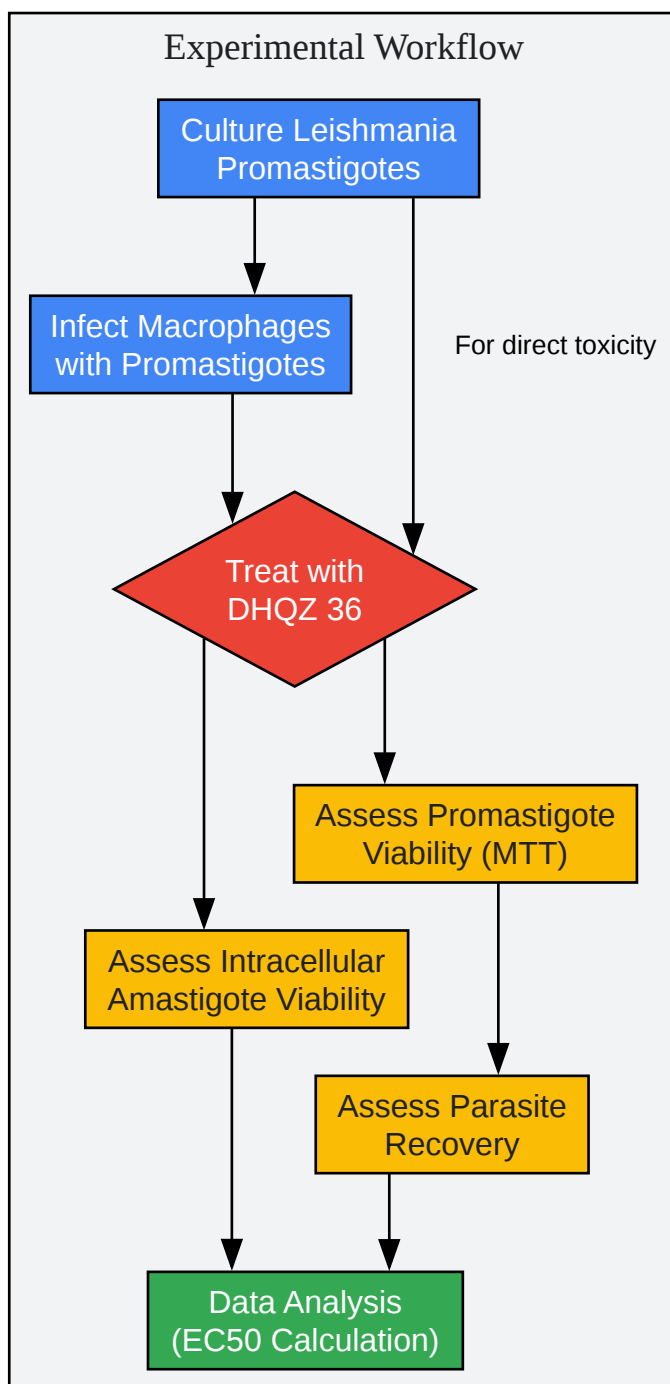 Experimental Workflow
Culture Leishmania
Promastigotes
Infect Macrophages
with Promastigotes
For direct toxicity
Treat with
DHQZ 36
Assess Promastigote
Viability (MTT)
Assess Intracellular
Amastigote Viability
Assess Parasite
Recovery
Data Analysis
(EC50 Calculation)